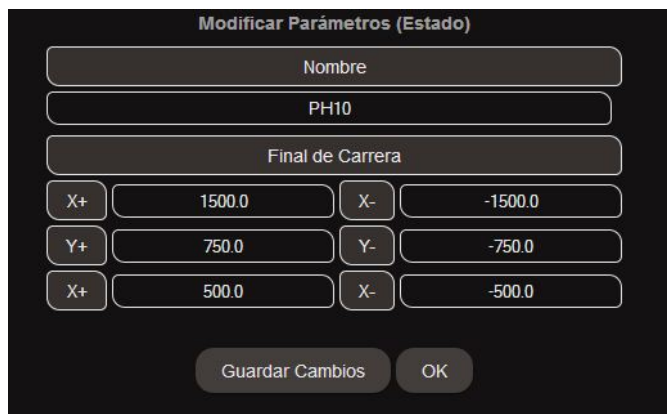 Modificar Parámetros (Estado)
Nombre
PH10
Final de Carrera
X+ 1500.0 X- -1500.0
Y+ 750.0 Y- -750.0
X+ 500.0 X- -500.0
Guardar Cambios OK